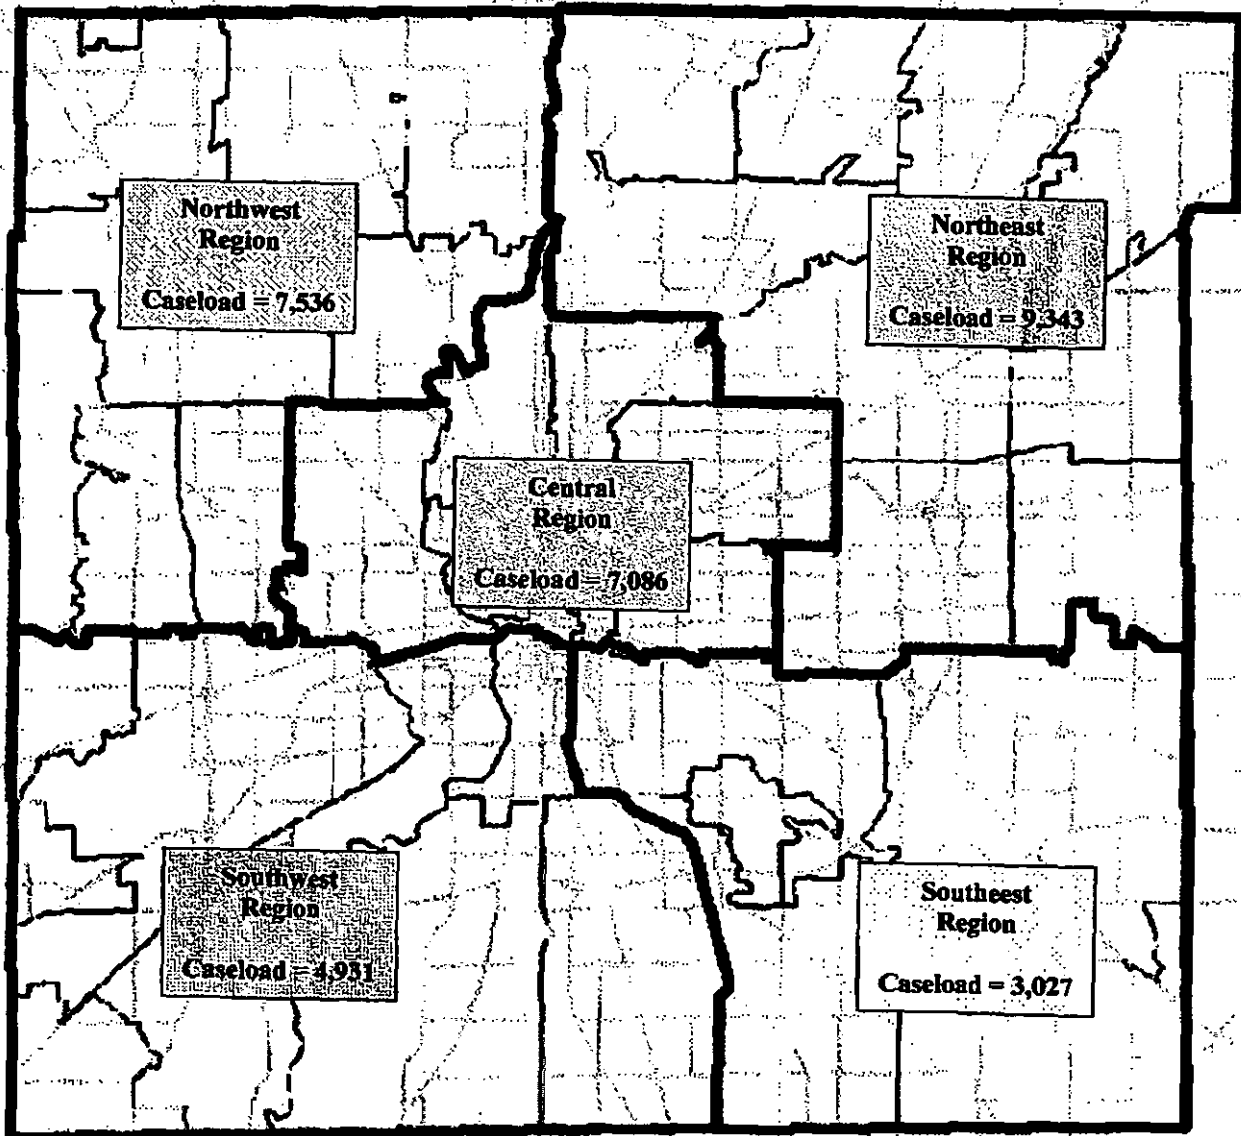 Northwest
Region
Caseload = 7,536
Northeast
Region
Caseload = 9,343
Central
Region
Caseload = 7,086
Southwest
Region
Caseload = 4,931
Southeest
Region
Caseload = 3,027